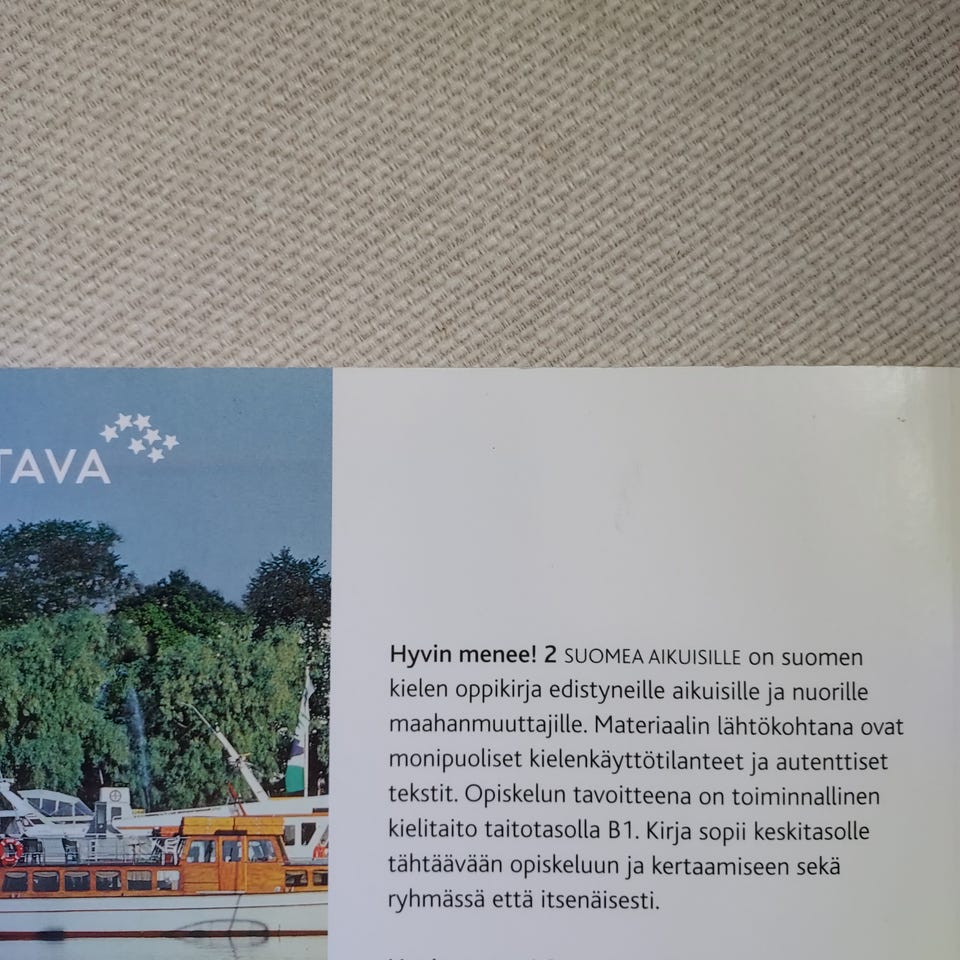 TAVA
Hyvin menee! 2 SUOMEA AIKUISILLE on suomen
kielen oppikirja edistyneille aikuisille ja nuorille
maahanmuuttajille. Materiaalin lähtökohtana ovat
monipuoliset kielenkäyttötilanteet ja autenttiset
tekstit. Opiskelun tavoitteena on toiminnallinen
kielitaito taitotasolla B1. Kirja sopii keskitasolle
tähtäävään opiskeluun ja kertaamiseen sekä
ryhmässä että itsenäisesti.